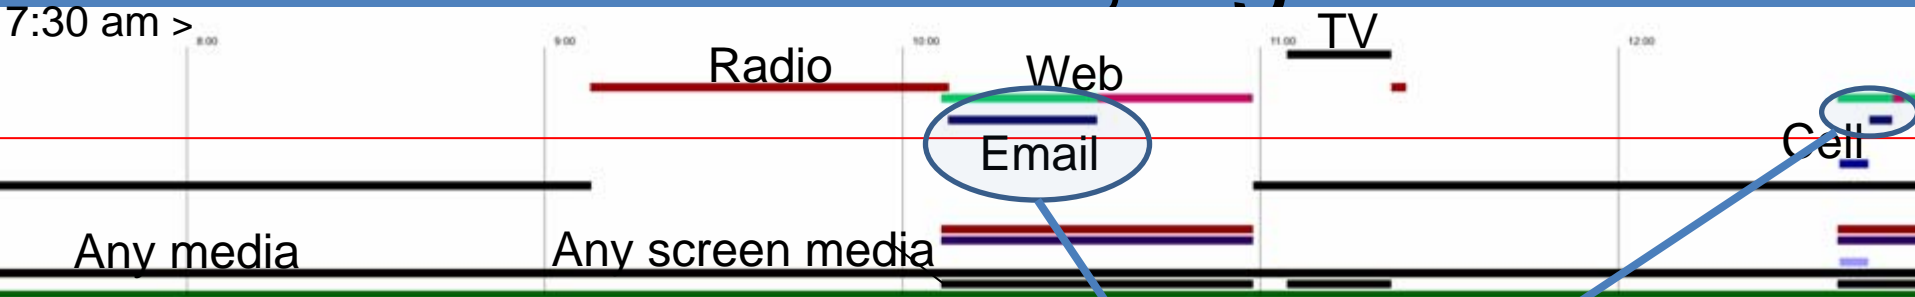 7:30 am >
8:00
9:00
10:00
11:00
12:00
TV
Radio
Web
Email
Cell
Any media
Any screen media